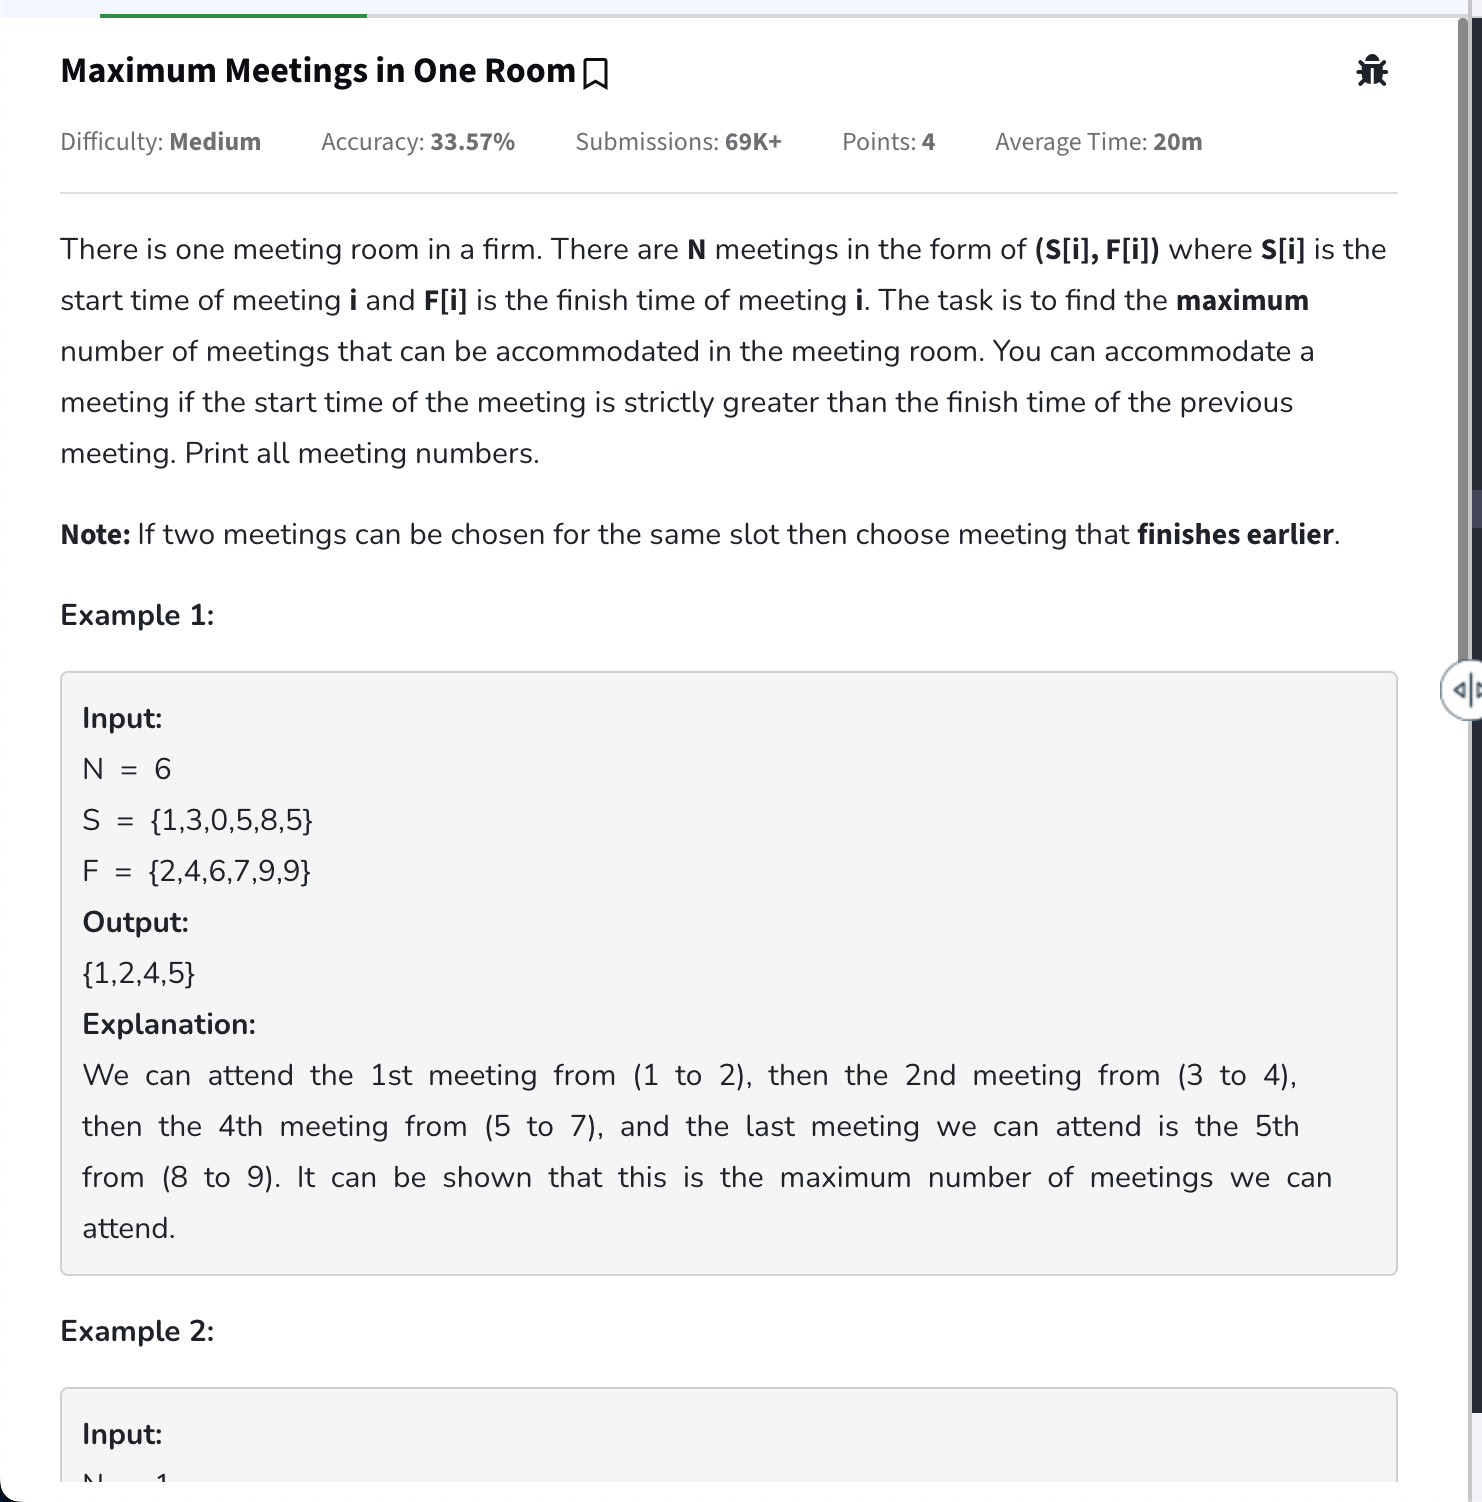 Maximum Meetings in One Room
Difficulty: Medium Accuracy: 33.57% Submissions: 69K+ Points: 4 Average Time: 20m
There is one meeting room in a firm. There are N meetings in the form of (S[i], F[i]) where S[i] is the
start time of meeting i and F[i] is the finish time of meeting i. The task is to find the maximum
number of meetings that can be accommodated in the meeting room. You can accommodate a
meeting if the start time of the meeting is strictly greater than the finish time of the previous
meeting. Print all meeting numbers.
Note: If two meetings can be chosen for the same slot then choose meeting that finishes earlier.
Example 1:
Input:
N = 6
S = {1,3,0,5,8,5}
F = {2,4,6,7,9,9}
Output:
{1,2,4,5}
Explanation:
We can attend the 1st meeting from (1 to 2), then the 2nd meeting from (3 to 4),
then the 4th meeting from (5 to 7), and the last meeting we can attend is the 5th
from (8 to 9). It can be shown that this is the maximum number of meetings we can
attend.
Example 2:
Input: